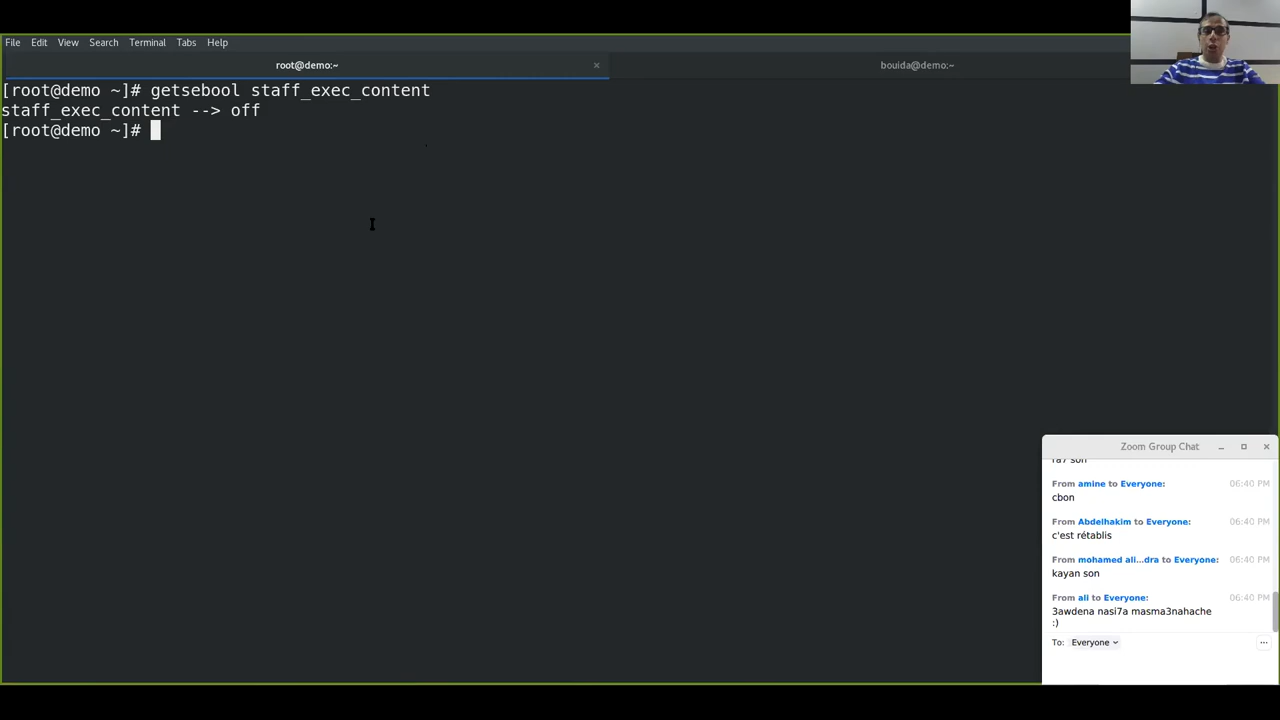 File Edit View Search Terminal Tabs Help
root@demo:~ × bouida@demo:~
[root@demo ~]# getsebool staff_exec_content
staff_exec_content --> off
[root@demo ~]#
Zoom Group Chat
ra7 son
From amine to Everyone: 06:40 PM
cbon
From Abdelhakim to Everyone: 06:40 PM
c'est rétablis
From mohamed ali...dra to Everyone: 06:40 PM
kayan son
From ali to Everyone: 06:40 PM
3awdena nasi7a masma3nahache
:)
To: Everyone